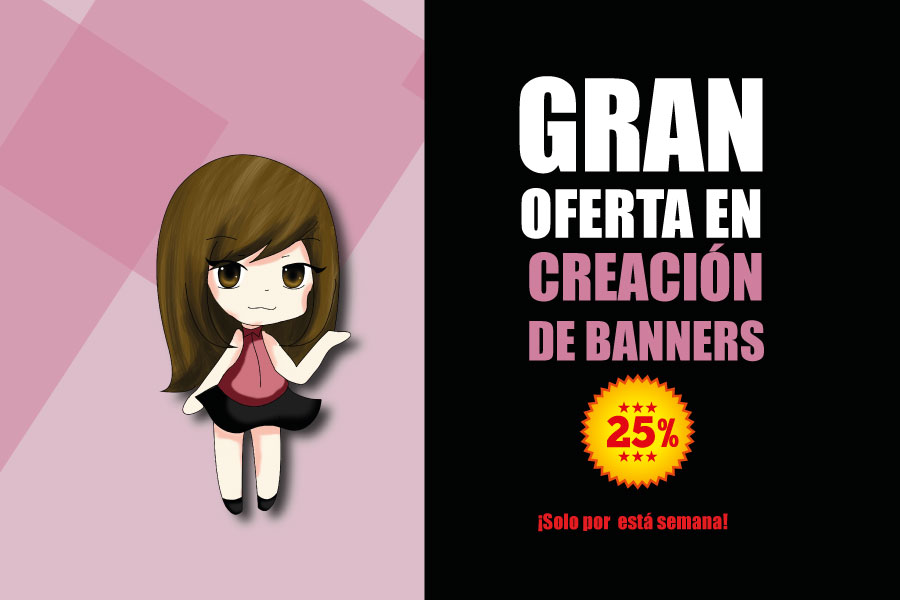 GRAN
OFERTA EN
CREACIÓN
DE BANNERS
25%
¡Solo por está semana!